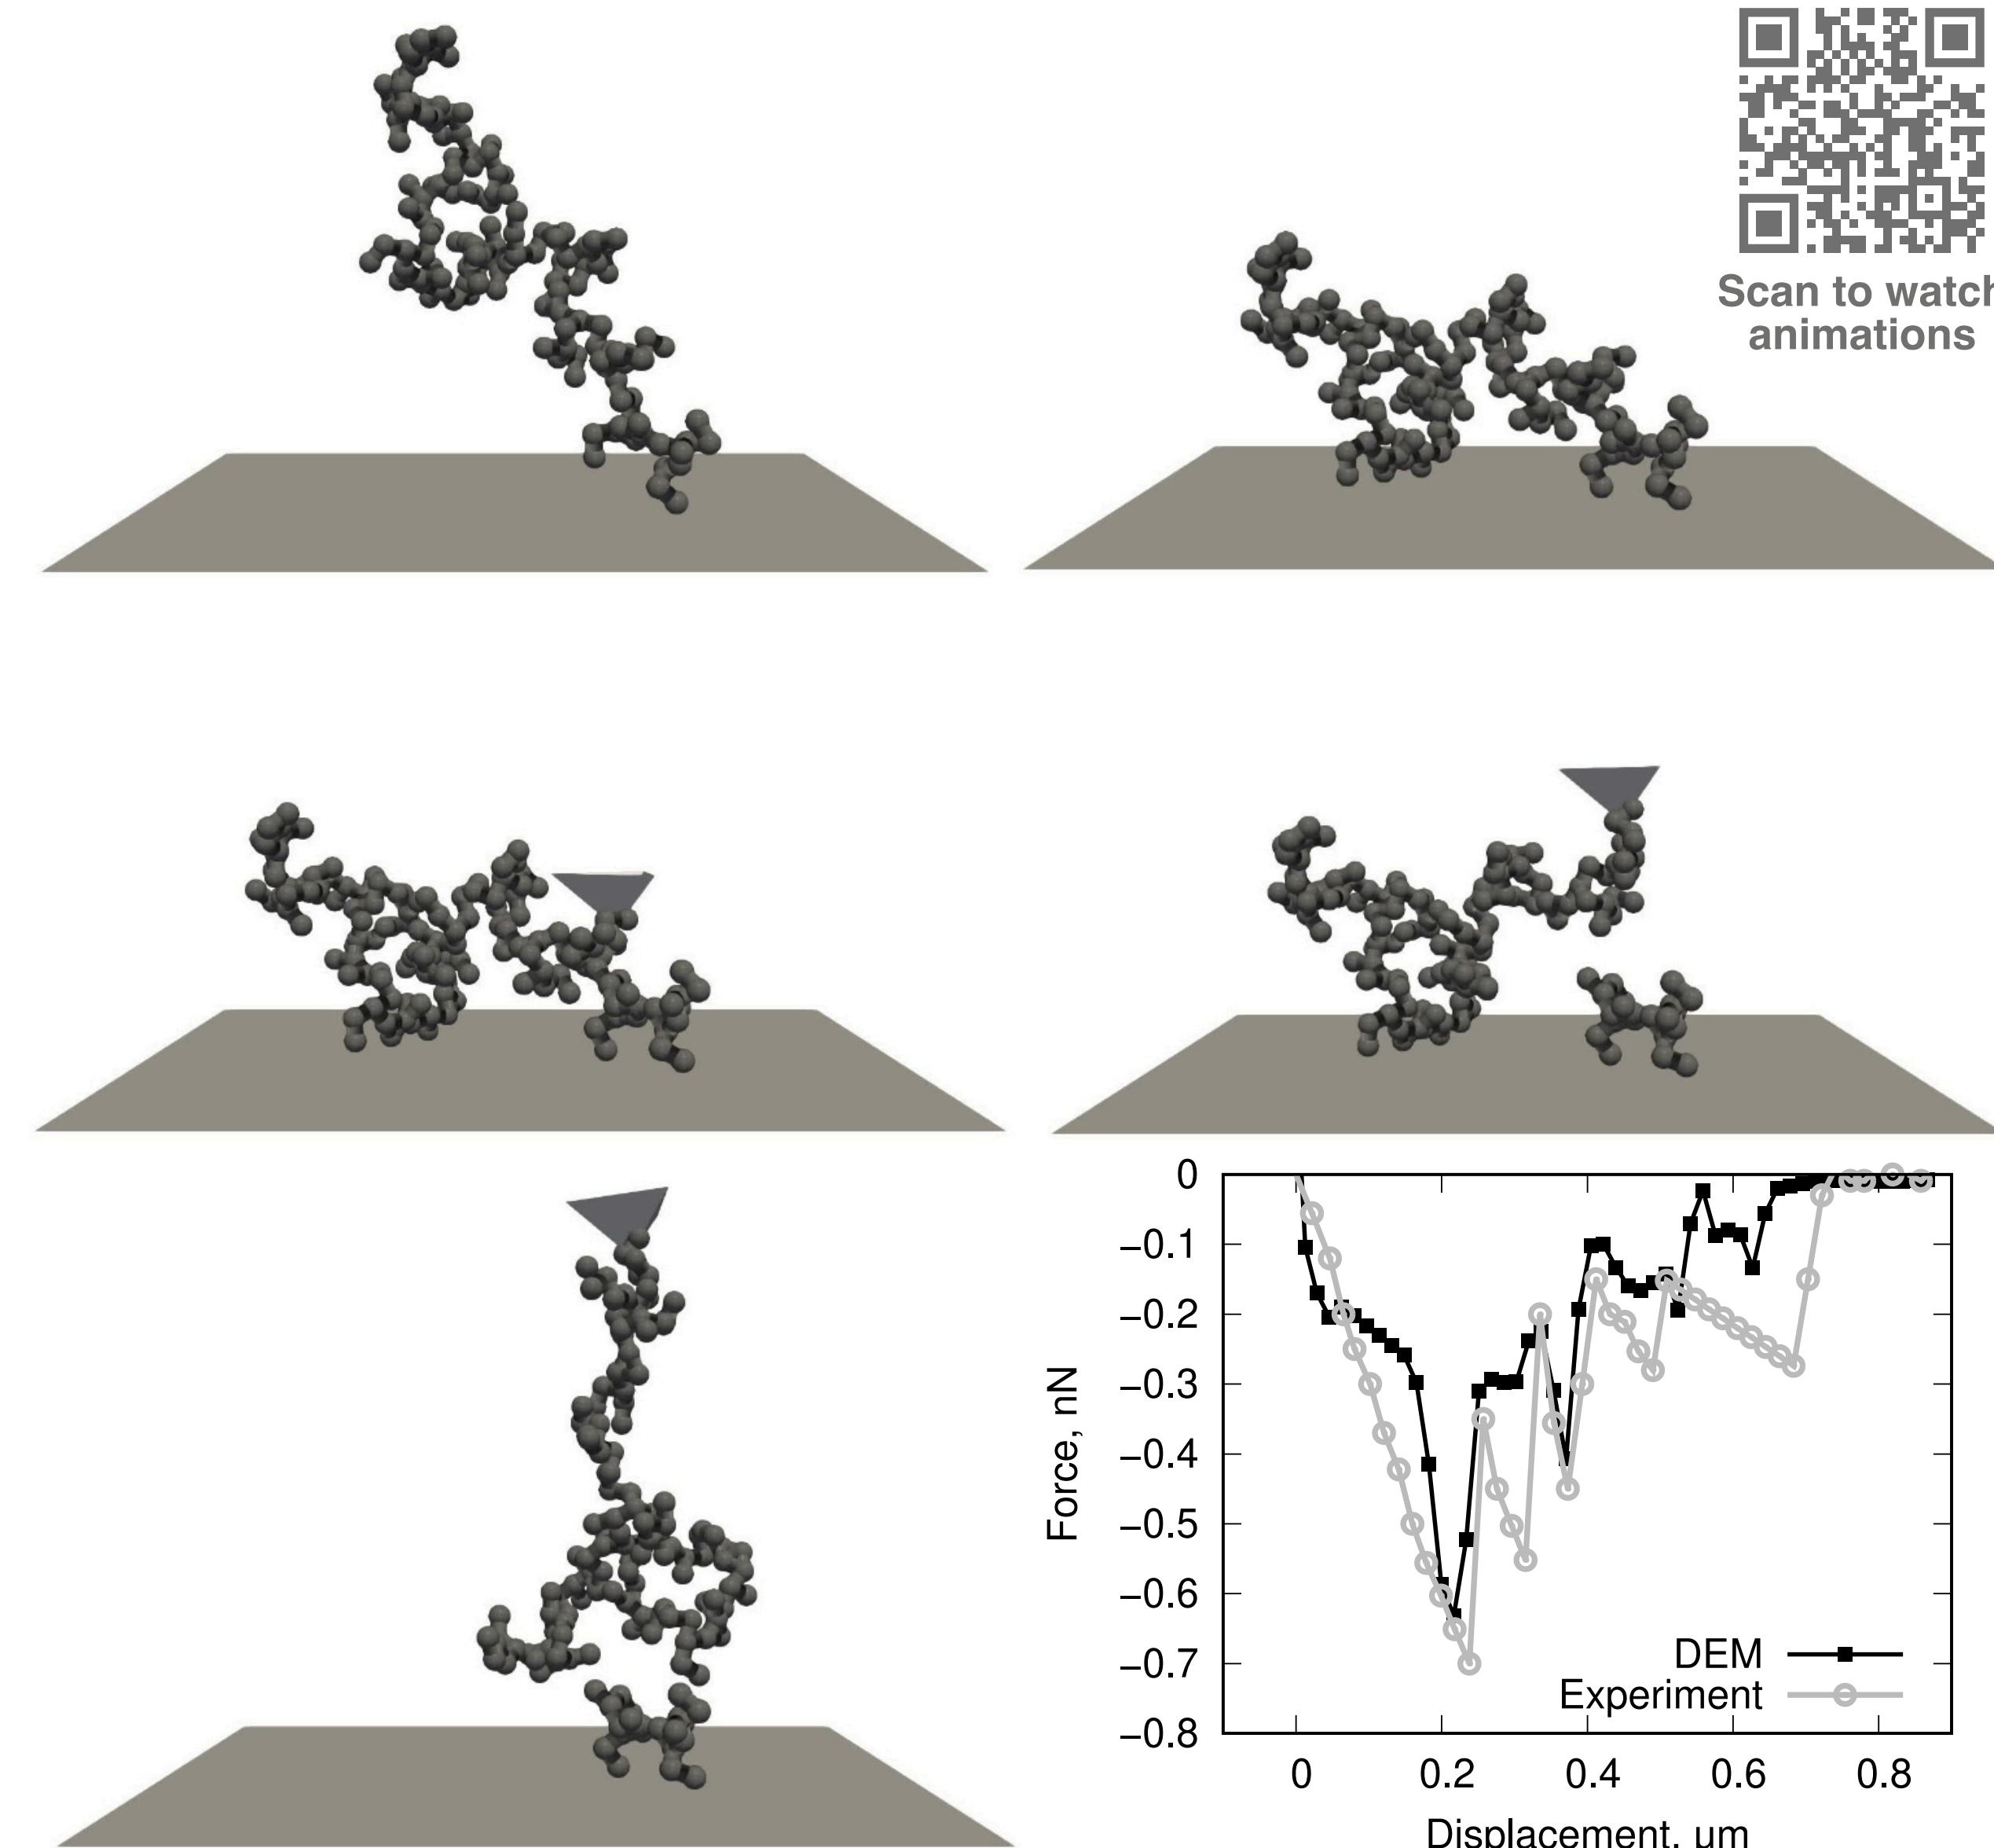 Scan to watch
animations
0
−0.1
−0.2
−0.3
−0.4
−0.5
−0.6
−0.7
−0.8
Force, nN
DEM
Experiment
0 0.2 0.4 0.6 0.8
Displacement, um